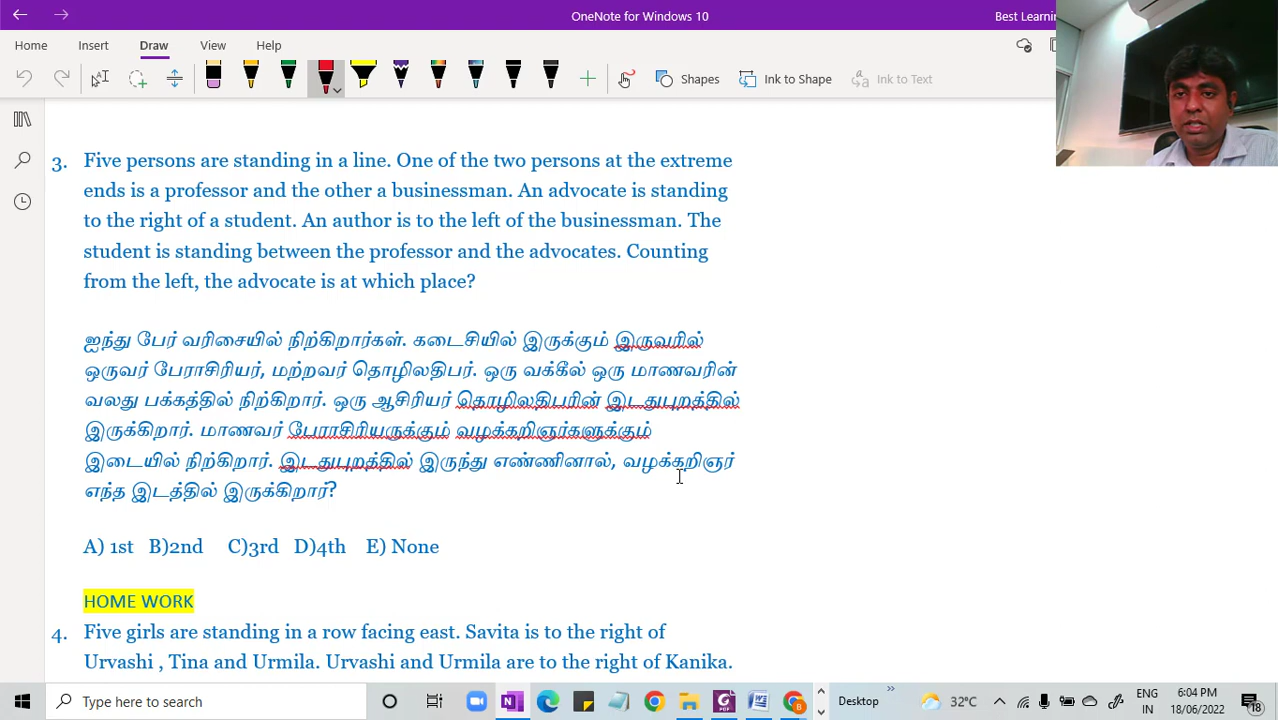 OneNote for Windows 10
Best Learni
Home Insert Draw View Help
Shapes Ink to Shape Ink to Text
3. Five persons are standing in a line. One of the two persons at the extreme
ends is a professor and the other a businessman. An advocate is standing
to the right of a student. An author is to the left of the businessman. The
student is standing between the professor and the advocates. Counting
from the left, the advocate is at which place?
ஐந்து பேர் வரிசையில் நிற்கிறார்கள். கடைசியில் இருக்கும் இருவரில்
ஒருவர் பேராசிரியர், மற்றவர் தொழிலதிபர். ஒரு வக்கீல் ஒரு மாணவரின்
வலது பக்கத்தில் நிற்கிறார். ஒரு ஆசிரியர் தொழிலதிபரின் இடதுபுறத்தில்
இருக்கிறார். மாணவர் பேராசிரியருக்கும் வழக்கறிஞர்களுக்கும்
இடையில் நிற்கிறார். இடதுபுறத்தில் இருந்து எண்ணினால், வழக்கறிஞர்
எந்த இடத்தில் இருக்கிறார்?
A) 1st B)2nd C)3rd D)4th E) None
HOME WORK
4. Five girls are standing in a row facing east. Savita is to the right of
Urvashi , Tina and Urmila. Urvashi and Urmila are to the right of Kanika.
Type here to search
Desktop
32°C
ENG
IN
6:04 PM
18/06/2022
18